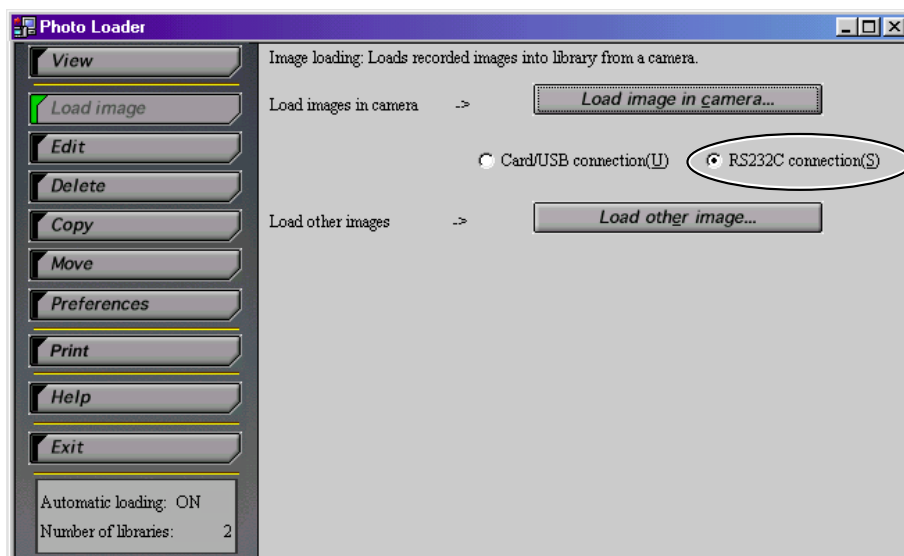 Photo Loader
View
Load image
Edit
Delete
Copy
Move
Preferences
Print
Help
Exit
Automatic loading: ON
Number of libraries: 2
Image loading: Loads recorded images into library from a camera.
Load images in camera -> Load image in camera...
Card/USB connection(U) RS232C connection(S)
Load other images -> Load other image...